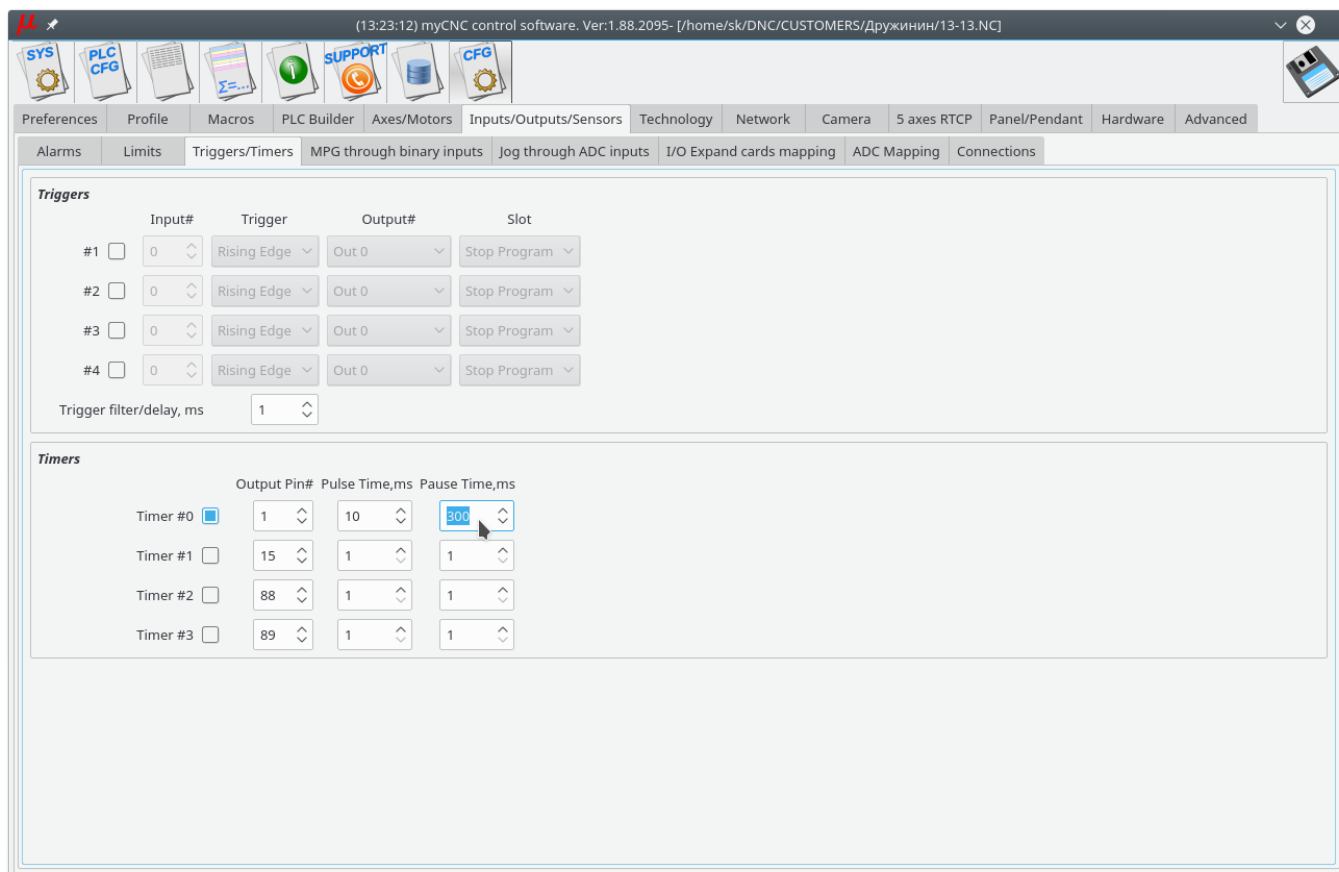 μ (13:23:12) myCNC control software. Ver:1.88.2095- [/home/sk/DNC/CUSTOMERS/Дружинин/13-13.NC]
SYS PLC CFG Σ=... i SUPPORT CFG
Preferences Profile Macros PLC Builder Axes/Motors Inputs/Outputs/Sensors Technology Network Camera 5 axes RTCP Panel/Pendant Hardware Advanced
Alarms Limits Triggers/Timers MPG through binary inputs Jog through ADC inputs I/O Expand cards mapping ADC Mapping Connections
Triggers
Input# Trigger Output# Slot
#1 0 Rising Edge Out 0 Stop Program
#2 0 Rising Edge Out 0 Stop Program
#3 0 Rising Edge Out 0 Stop Program
#4 0 Rising Edge Out 0 Stop Program
Trigger filter/delay, ms 1
Timers
Output Pin# Pulse Time,ms Pause Time,ms
Timer #0 1 10 300
Timer #1 15 1 1
Timer #2 88 1 1
Timer #3 89 1 1